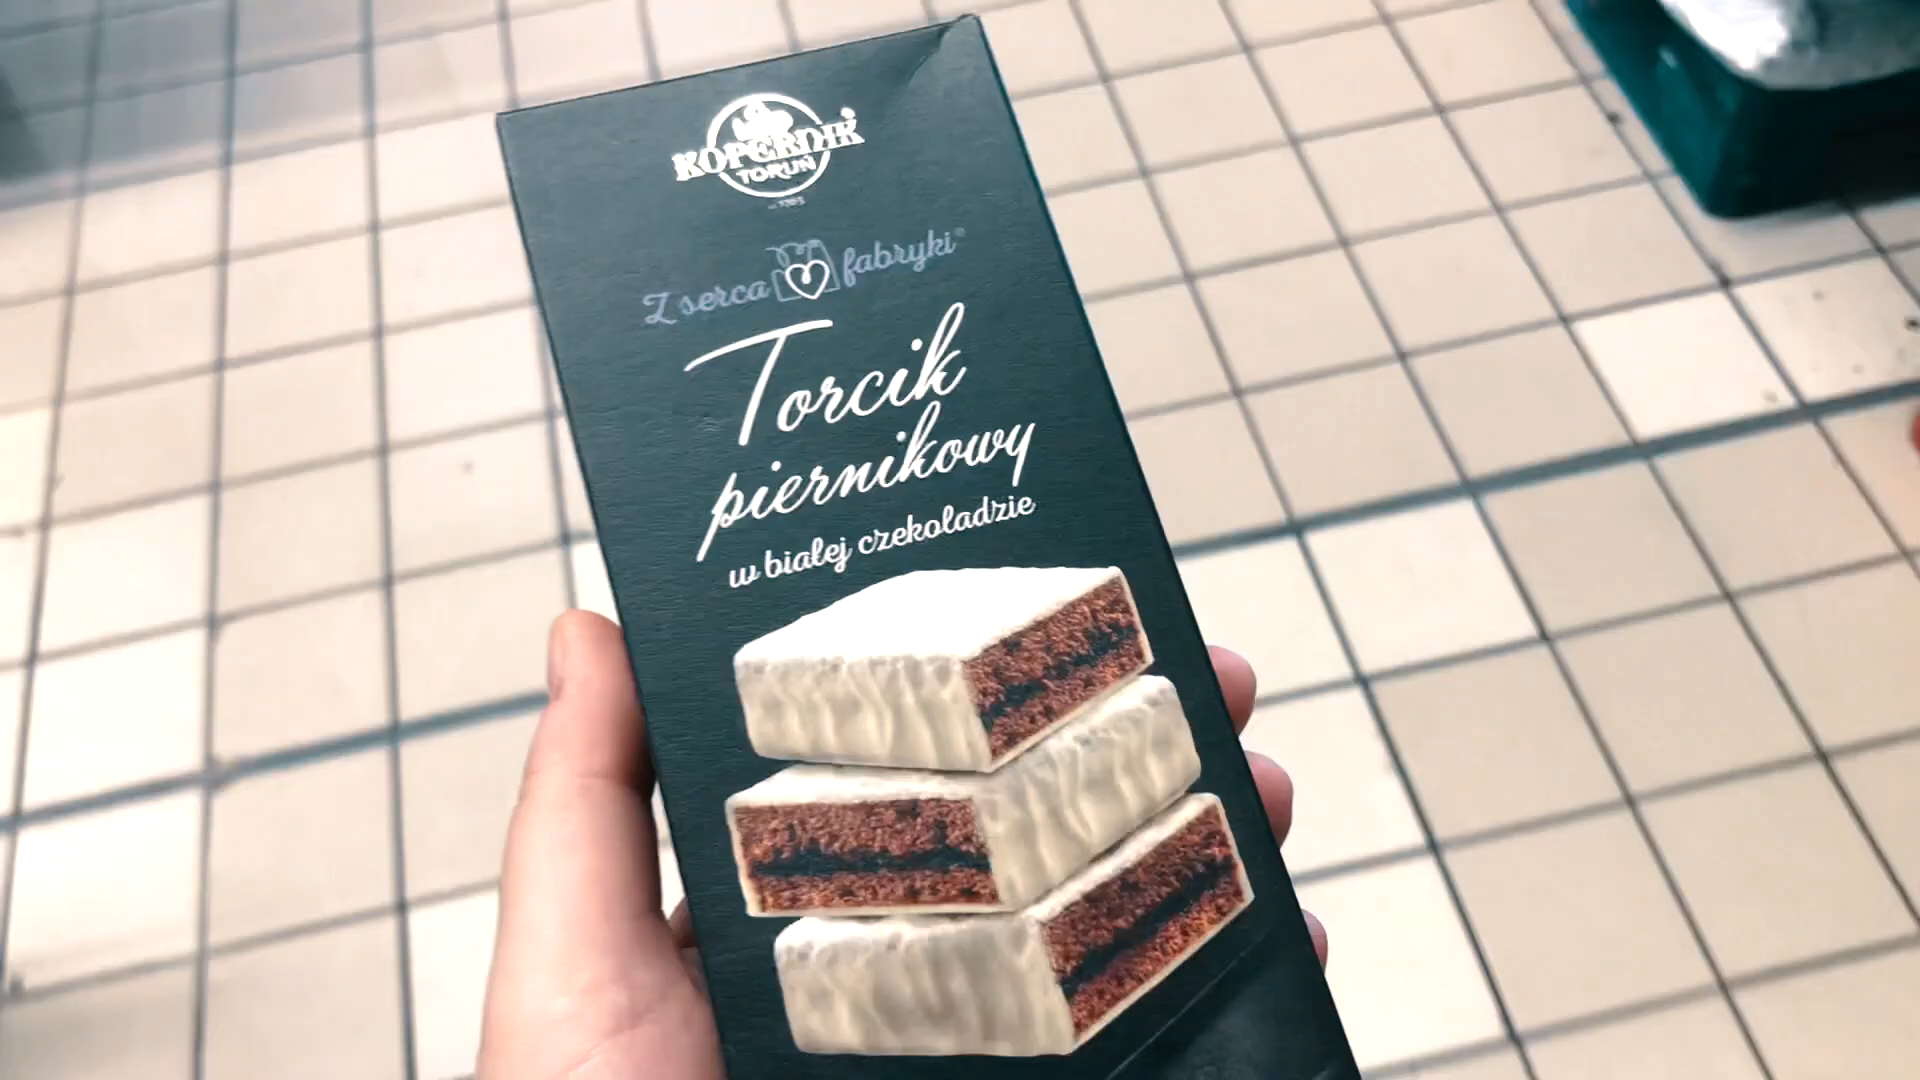 KOPERNIK
TORUŃ
Z serca fabryki®
Torcik
piernikowy
w białej czekoladzie